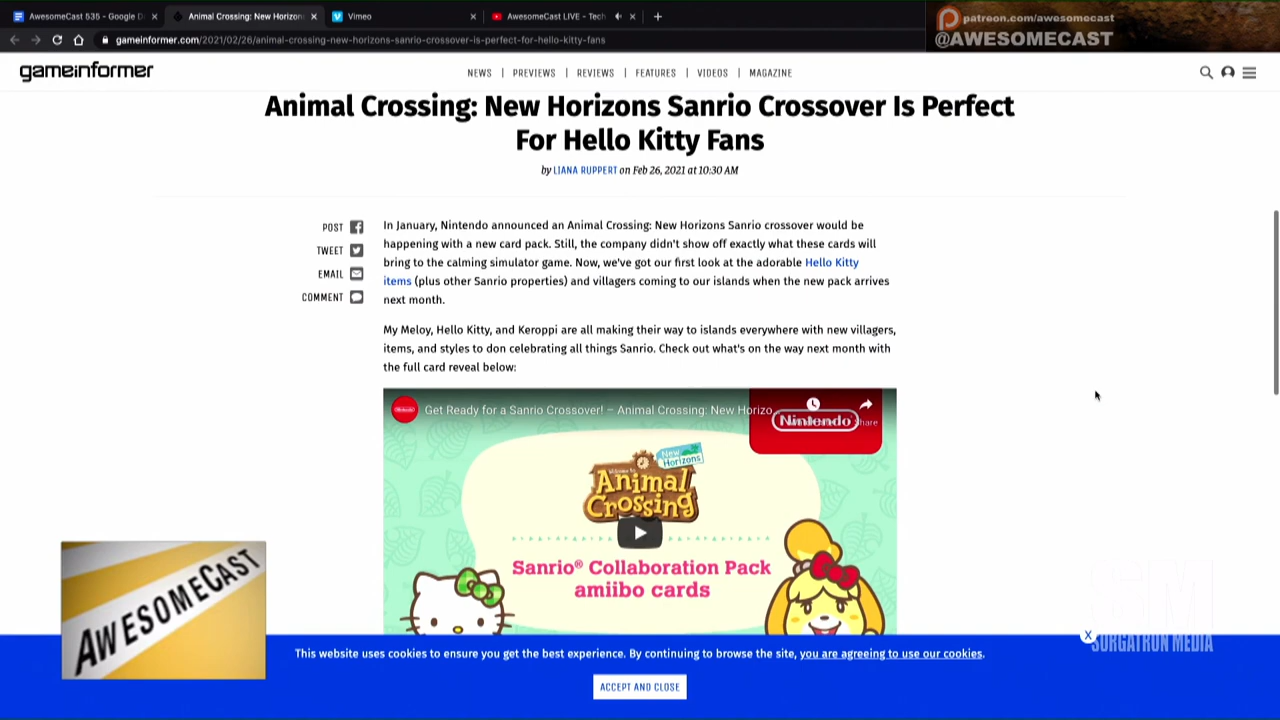 AwesomeCast 535 - Google D
Animal Crossing: New Horizon
Vimeo
AwesomeCast LIVE - Tech
patreon.com/awesomecast
@AWESOMECAST
gameinformer.com/2021/02/26/animal-crossing-new-horizons-sanrio-crossover-is-perfect-for-hello-kitty-fans
gameinformer
NEWS | PREVIEWS | REVIEWS | FEATURES | VIDEOS | MAGAZINE
Animal Crossing: New Horizons Sanrio Crossover Is Perfect
For Hello Kitty Fans
by LIANA RUPPERT on Feb 26, 2021 at 10:30 AM
POST
TWEET
EMAIL
COMMENT
In January, Nintendo announced an Animal Crossing: New Horizons Sanrio crossover would be
happening with a new card pack. Still, the company didn't show off exactly what these cards will
bring to the calming simulator game. Now, we've got our first look at the adorable Hello Kitty
items (plus other Sanrio properties) and villagers coming to our islands when the new pack arrives
next month.
My Meloy, Hello Kitty, and Keroppi are all making their way to islands everywhere with new villagers,
items, and styles to don celebrating all things Sanrio. Check out what's on the way next month with
the full card reveal below:
Get Ready for a Sanrio Crossover! – Animal Crossing: New Horizo...
Nintendo
Share
Welcome to
Animal
Crossing
New
Horizons
Sanrio® Collaboration Pack
amiibo cards
AWESOMECAST
SORGATRON MEDIA
This website uses cookies to ensure you get the best experience. By continuing to browse the site, you are agreeing to use our cookies.
X
ACCEPT AND CLOSE